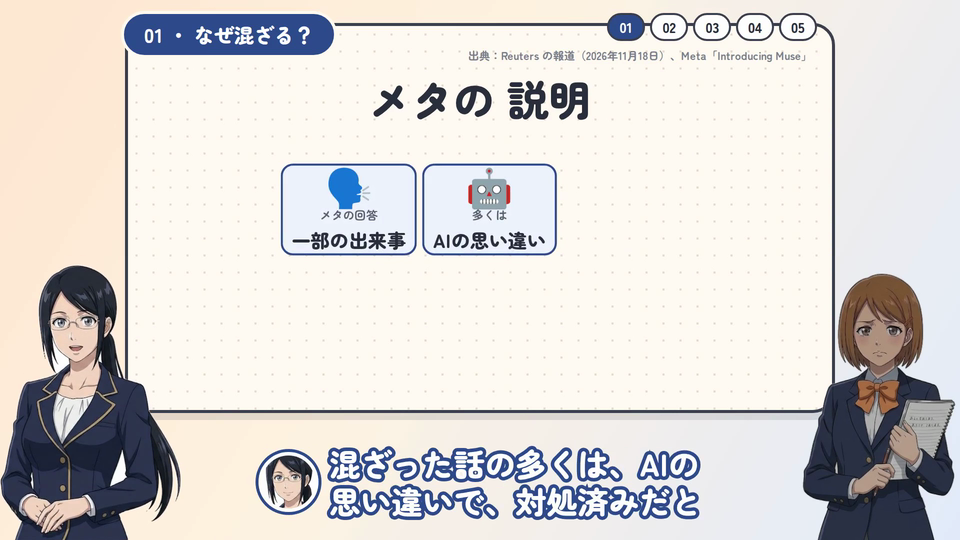 01 ・ なぜ混ざる？
01 02 03 04 05
出典：Reuters の報道（2026年11月18日）、Meta「Introducing Muse」
メタの 説明
メタの回答
一部の出来事
多くは
AIの思い違い
混ざった話の多くは、AIの
思い違いで、対処済みだと